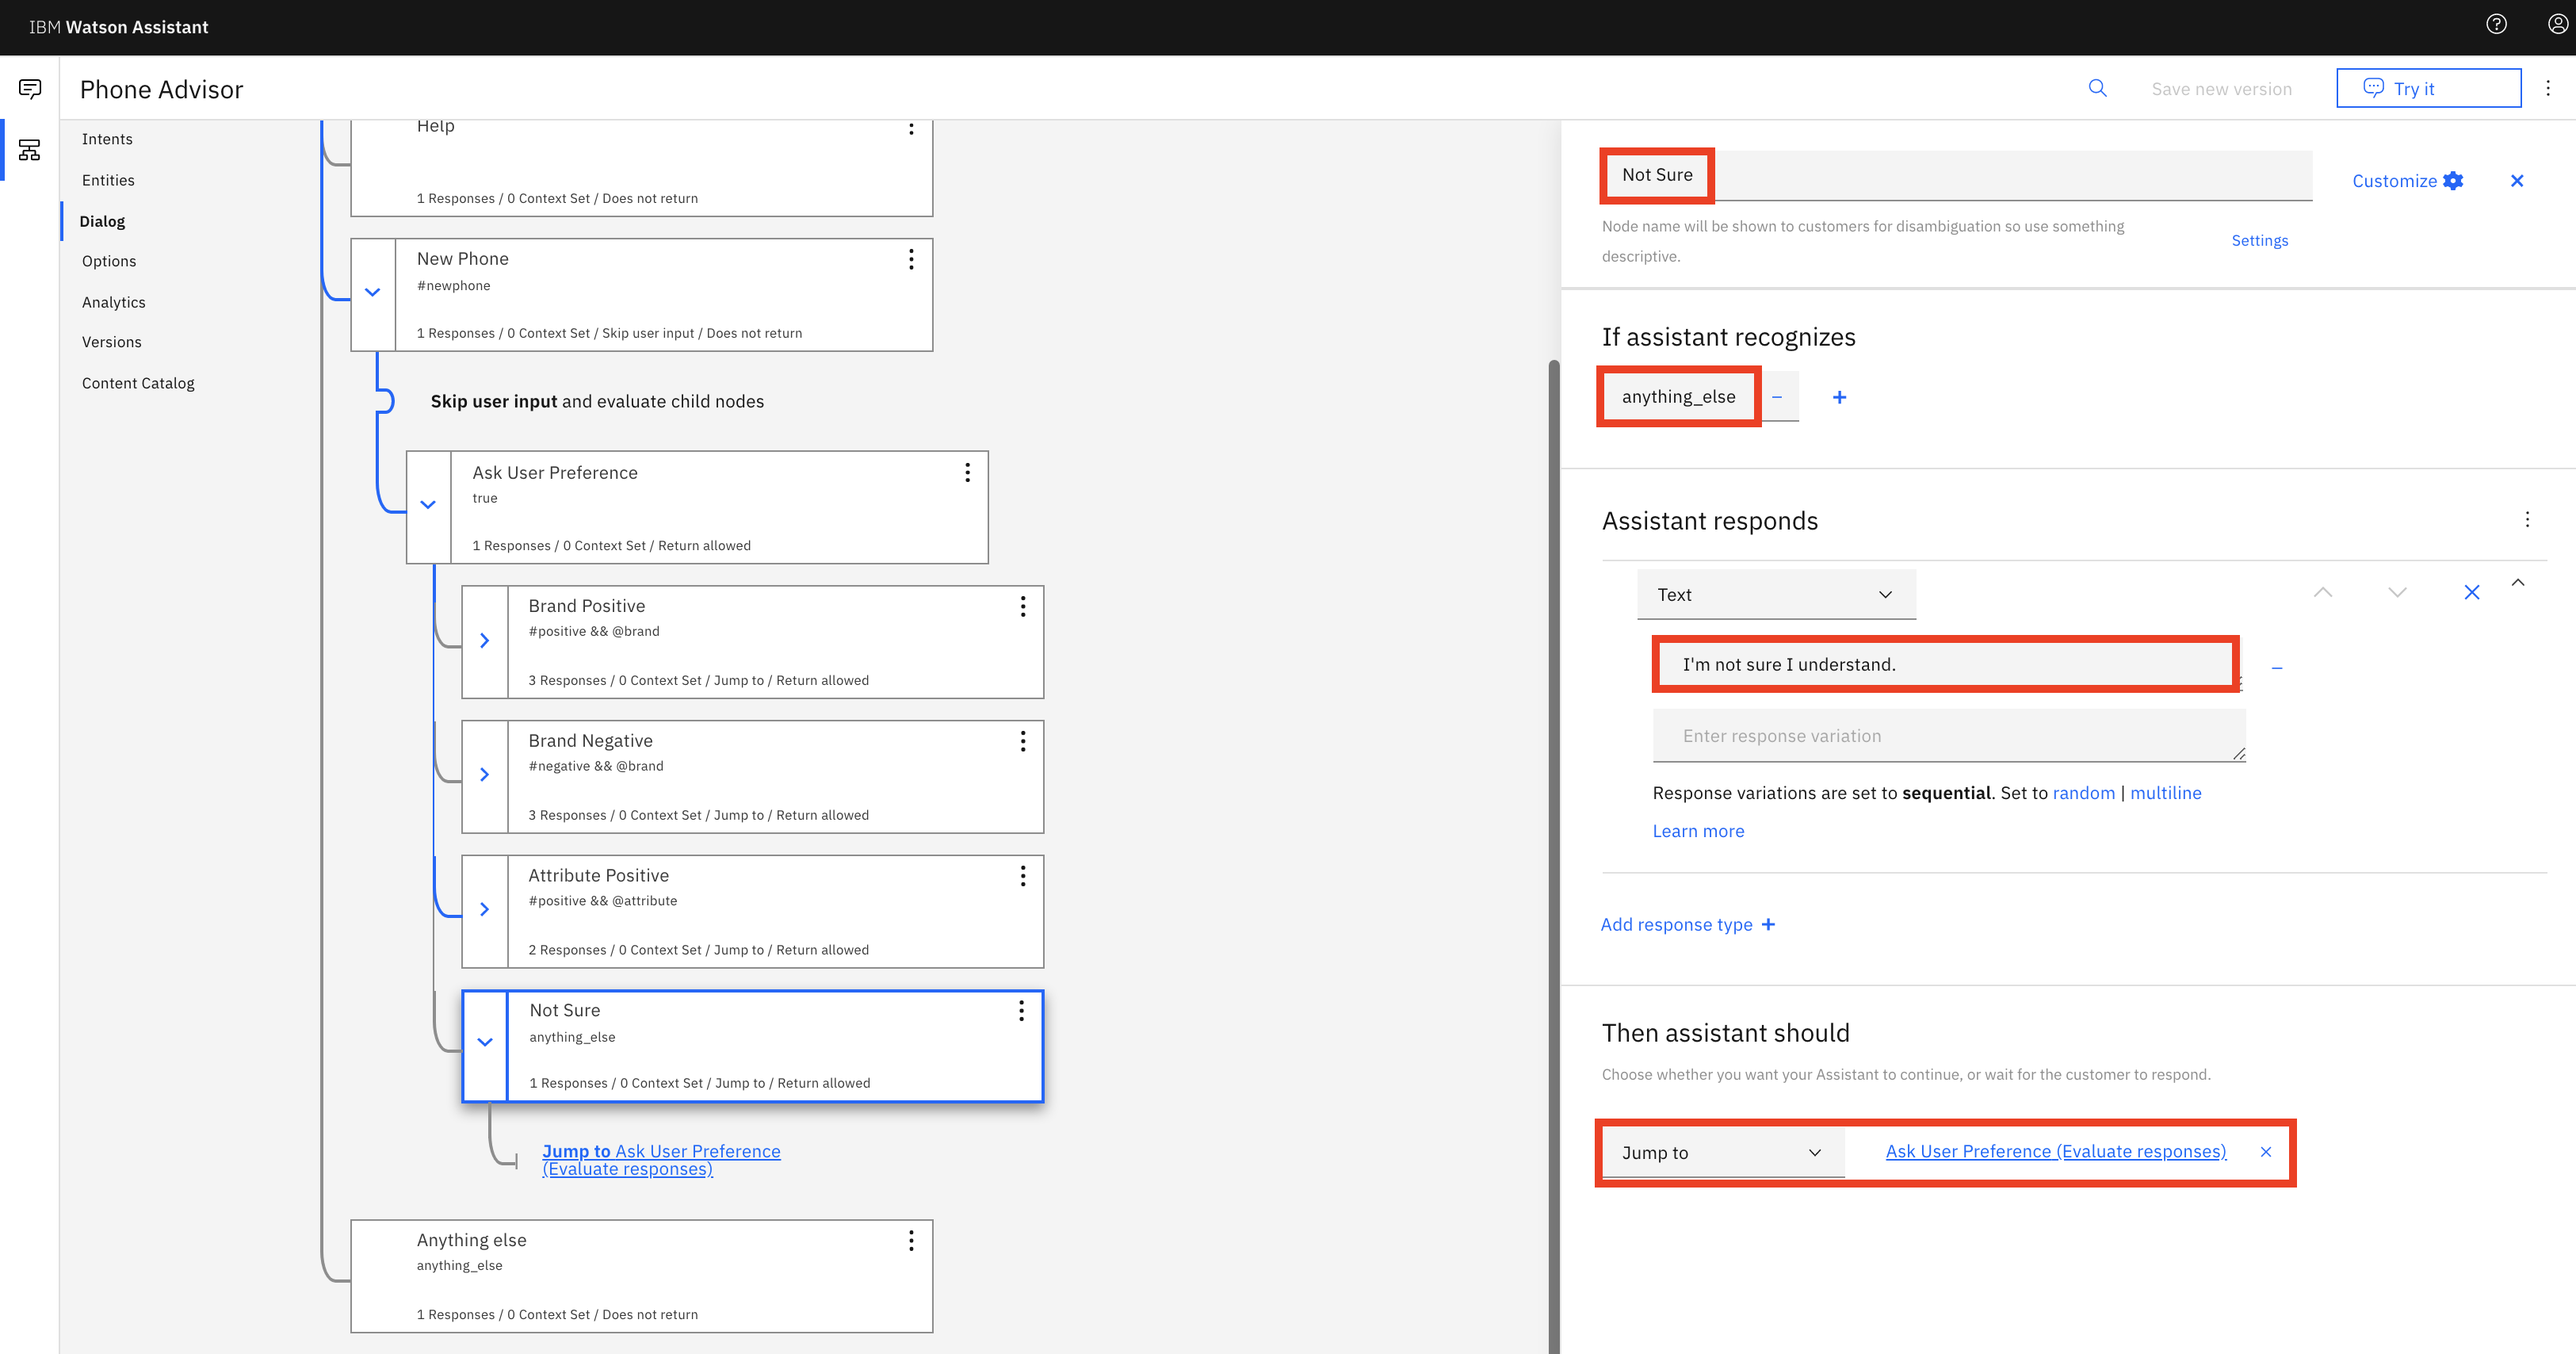 IBM Watson Assistant
Phone Advisor
Save new version
Try it
Intents
Entities
Dialog
Options
Analytics
Versions
Content Catalog
Help
1 Responses / 0 Context Set / Does not return
New Phone
#newphone
1 Responses / 0 Context Set / Skip user input / Does not return
Skip user input and evaluate child nodes
Ask User Preference
true
1 Responses / 0 Context Set / Return allowed
Brand Positive
#positive && @brand
3 Responses / 0 Context Set / Jump to / Return allowed
Brand Negative
#negative && @brand
3 Responses / 0 Context Set / Jump to / Return allowed
Attribute Positive
#positive && @attribute
2 Responses / 0 Context Set / Jump to / Return allowed
Not Sure
anything_else
1 Responses / 0 Context Set / Jump to / Return allowed
Jump to Ask User Preference
(Evaluate responses)
Anything else
anything_else
1 Responses / 0 Context Set / Does not return
Not Sure
Customize
Node name will be shown to customers for disambiguation so use something
descriptive.
Settings
If assistant recognizes
anything_else
Assistant responds
Text
I'm not sure I understand.
Enter response variation
Response variations are set to sequential. Set to random | multiline
Learn more
Add response type +
Then assistant should
Choose whether you want your Assistant to continue, or wait for the customer to respond.
Jump to
Ask User Preference (Evaluate responses)